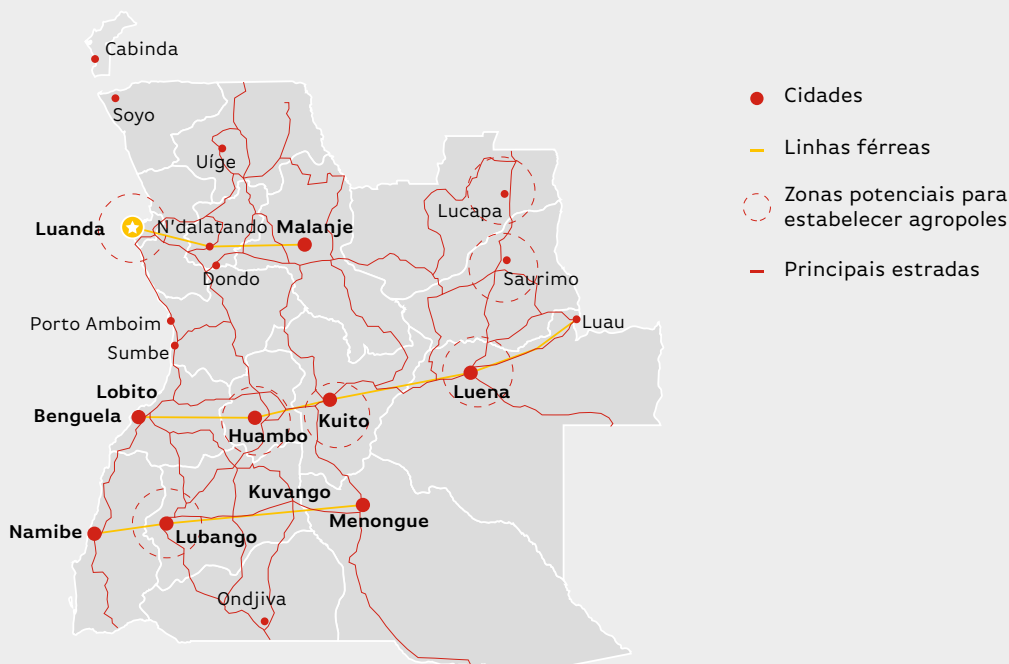 Cabinda
Soyo
Uíge
Luanda
N'dalatando
Malanje
Dondo
Lucapa
Saurimo
Porto Amboim
Sumbe
Luau
Lobito
Benguela
Huambo
Kuito
Luena
Kuvango
Menongue
Namibe
Lubango
Ondjiva
Cidades
Linhas férreas
Zonas potenciais para
estabelecer agropoles
Principais estradas